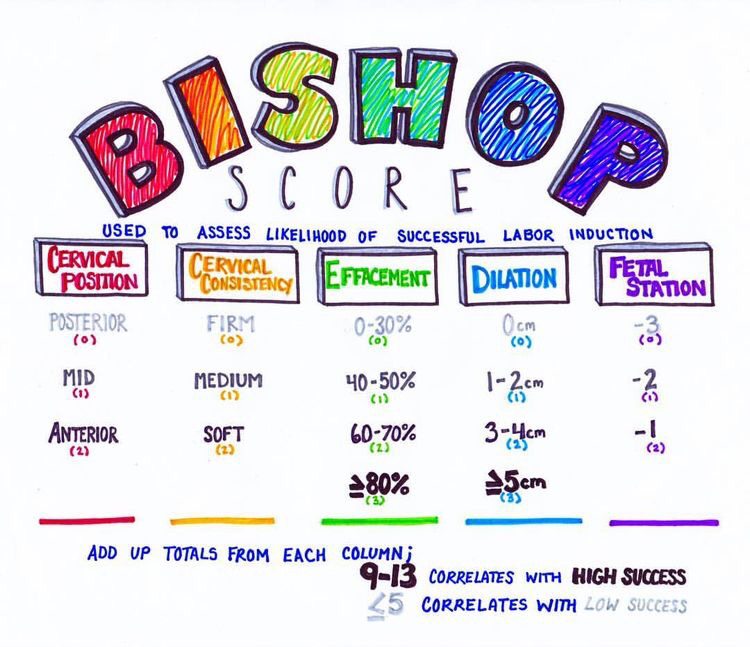 BISHOP
SCORE
USED TO ASSESS LIKELIHOOD OF SUCCESSFUL LABOR INDUCTION
CERVICAL POSITION CERVICAL CONSISTENCY EFFACEMENT DILATION FETAL STATION
POSTERIOR FIRM 0-30% 0cm -3
(0) (0) (0) (0) (0)
MID MEDIUM 40-50% 1-2cm -2
(1) (1) (1) (1) (1)
ANTERIOR SOFT 60-70% 3-4cm -1
(2) (2) (2) (2) (2)
≥80% ≥5cm
(3) (3)
ADD UP TOTALS FROM EACH COLUMN;
9-13 CORRELATES WITH HIGH SUCCESS
≤5 CORRELATES WITH LOW SUCCESS